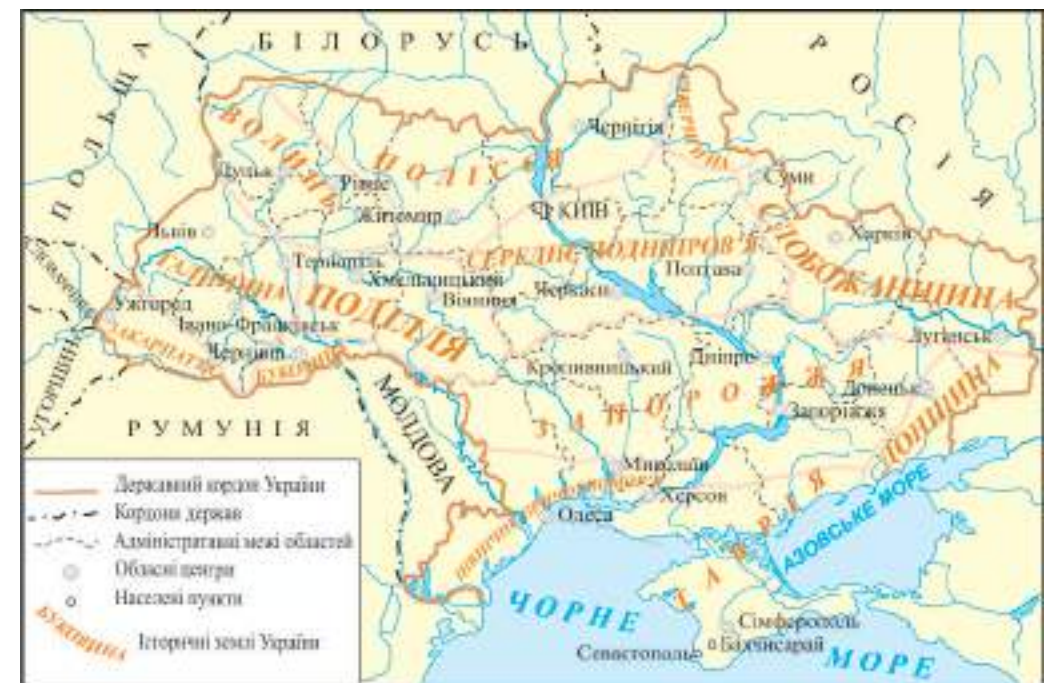 БІЛОРУСЬ
РОСІЯ
ПОЛЬЩА
УГОРЩИНА
РУМУНІЯ
МОЛДОВА
ВОЛИНЬ
ПОЛІССЯ
СЕРЕДНЄ ПОДНІПРОВ'Я
СЛОБОЖАНЩИНА
ГАЛИЧИНА
ПОДІЛЛЯ
ЗАКАРПАТТЯ
БУКОВИНА
ЗАПОРОЖЖЯ
ДОНЩИНА
ТАВРІЯ
Чернігів
Луцьк
Рівне
Суми
Житомир
КИЇВ
Львів
Харків
Тернопіль
Хмельницький
Полтава
Вінниця
Черкаси
Ужгород
Івано-Франківськ
Чернівці
Луганськ
Кропивницький
Дніпро
Донецьк
Запоріжжя
Миколаїв
Херсон
Одеса
АЗОВСЬКЕ МОРЕ
ЧОРНЕ
МОРЕ
Сімферополь
Бахчисарай
Севастополь
Державний кордон України
Кордони держав
Адміністративні межі областей
Обласні центри
Населені пункти
БУКОВИНА
Історичні землі України